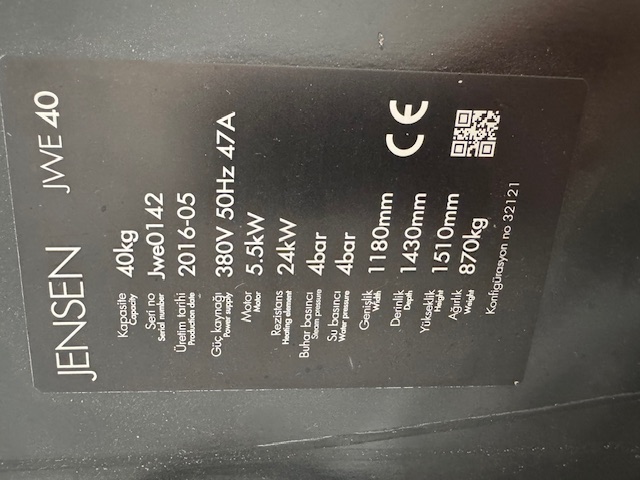 JENSEN JWE 40
Kapasite 40kg
Capacity
Seri no Jwe0142
Serial number
Üretim tarihi 2016-05
Production date
Güç kaynağı 380V 50Hz 47A
Power supply
Motor 5.5kW
Motor
Rezistans 24kW
Heating element
Buhar basıncı 4bar
Steam pressure
Su basıncı 4bar
Water pressure
Genişlik 1180mm
Width
Derinlik 1430mm
Depth
Yükseklik 1510mm
Height
Ağırlık 870kg
Weight
Konfigürasyon no 32121
CE